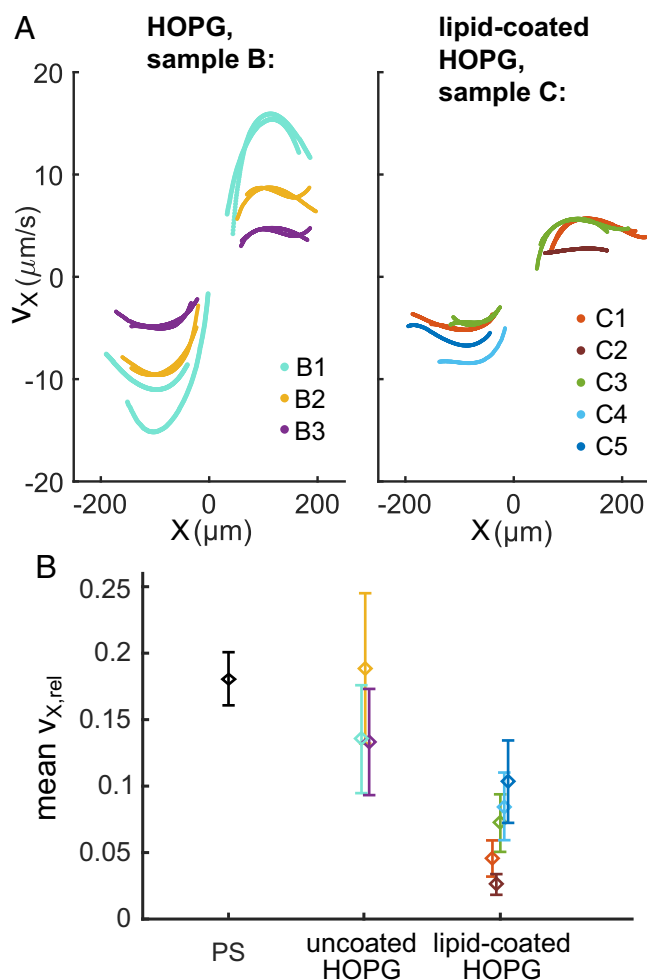 A
HOPG,
sample B:
lipid-coated
HOPG,
sample C:
20
10
0
-10
-20
vX(µm/s)
B1
B2
B3
C1
C2
C3
C4
C5
-200
0
200
-200
0
200
X(µm)
X(µm)
B
0.25
0.2
0.15
0.1
0.05
0
mean vX,rel
PS
uncoated
HOPG
lipid-coated
HOPG